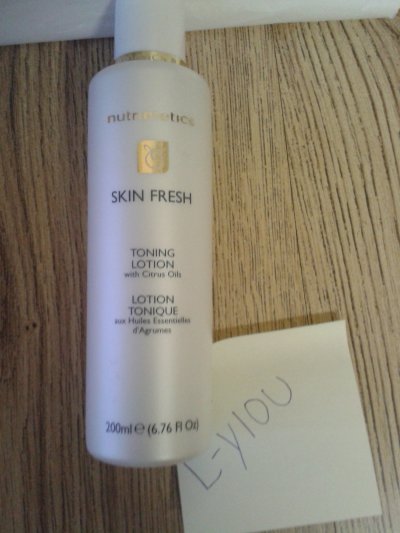 nutrimetics
SKIN FRESH
TONING
LOTION
with Citrus Oils
LOTION
TONIQUE
aux Huiles Essentielles
d'Agrumes
200ml ℮ (6.76 Fl Oz)
L-ylou